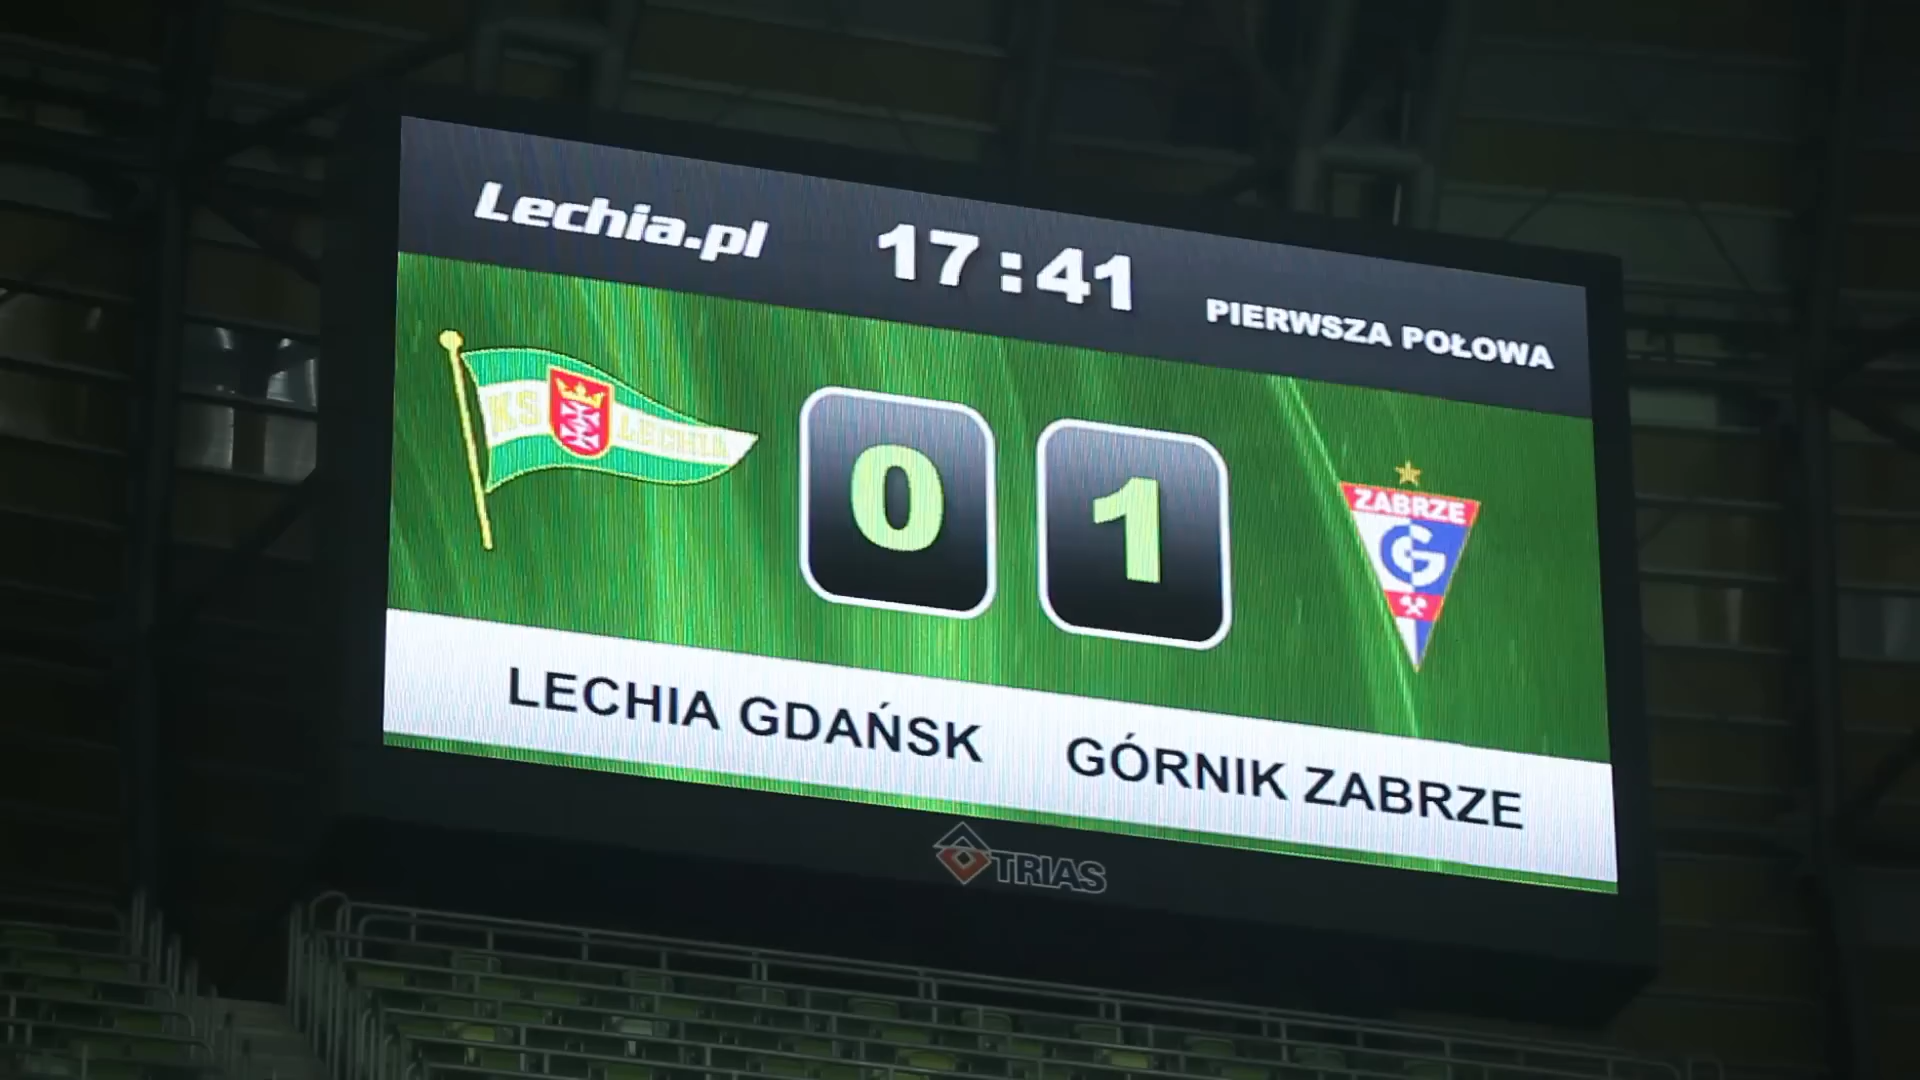 Lechia.pl 17:41 PIERWSZA POŁOWA
KS LECHIA
0 1
ZABRZE
G
LECHIA GDAŃSK GÓRNIK ZABRZE
TRIAS